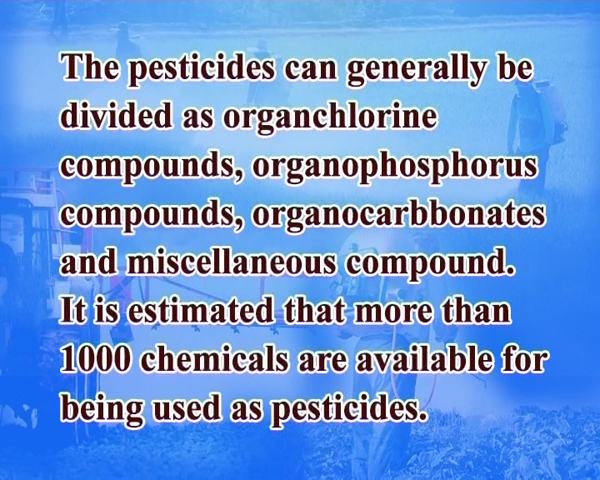 The pesticides can generally be
divided as organchlorine
compounds, organophosphorus
compounds, organocarbbonates
and miscellaneous compound.
It is estimated that more than
1000 chemicals are available for
being used as pesticides.